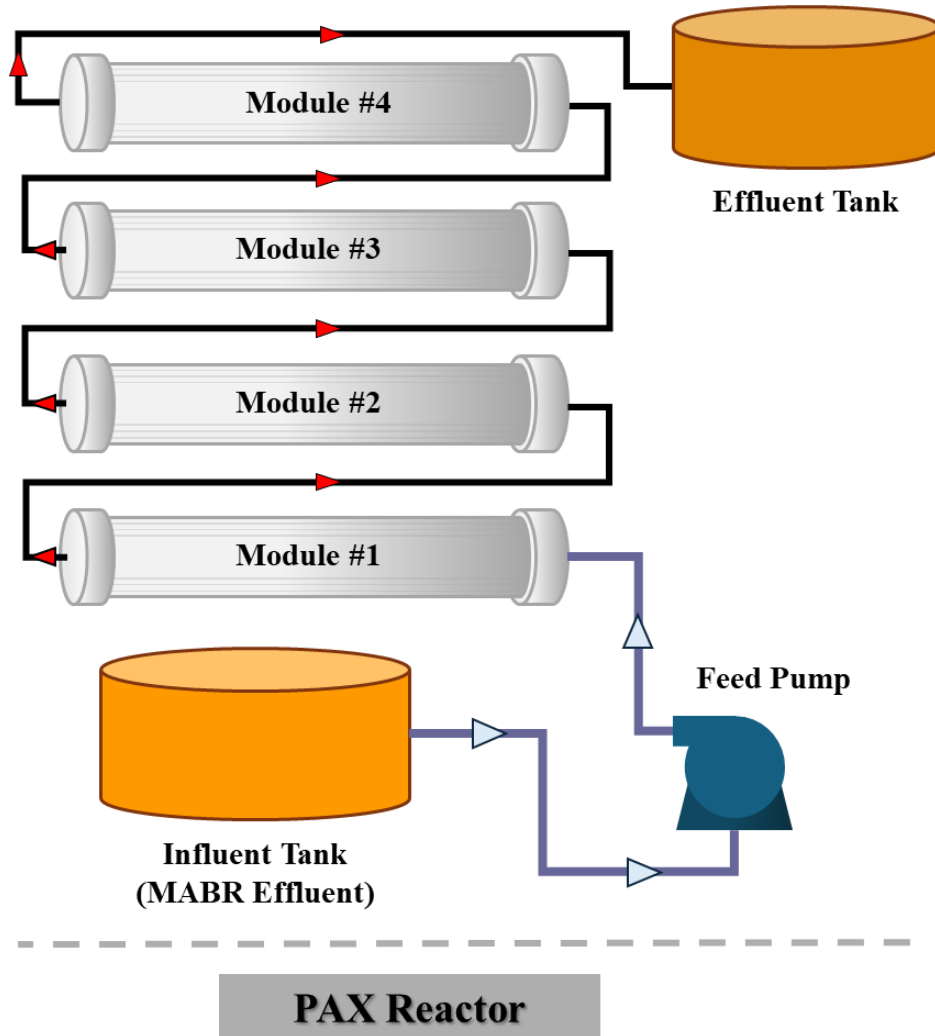 Module #4
Effluent Tank
Module #3
Module #2
Module #1
Feed Pump
Influent Tank
(MABR Effluent)
PAX Reactor